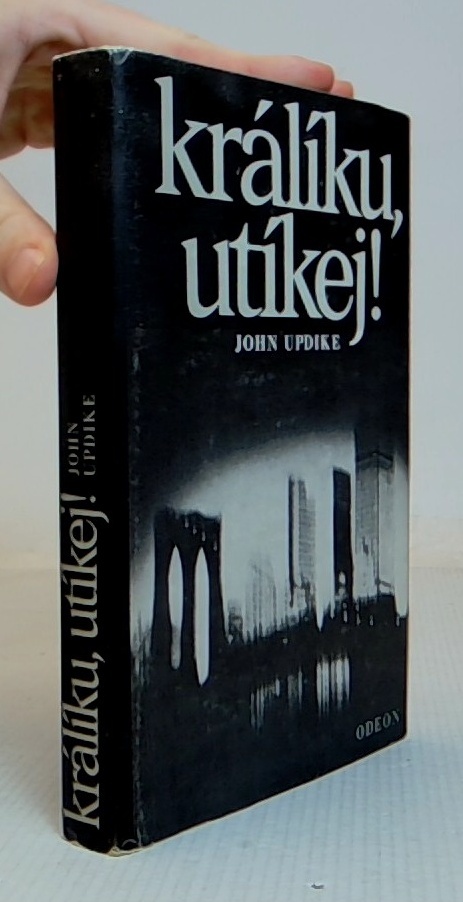 králíku,
utíkej!
JOHN UPDIKE
ODEON
králíku, utíkej!
JOHN
UPDIKE